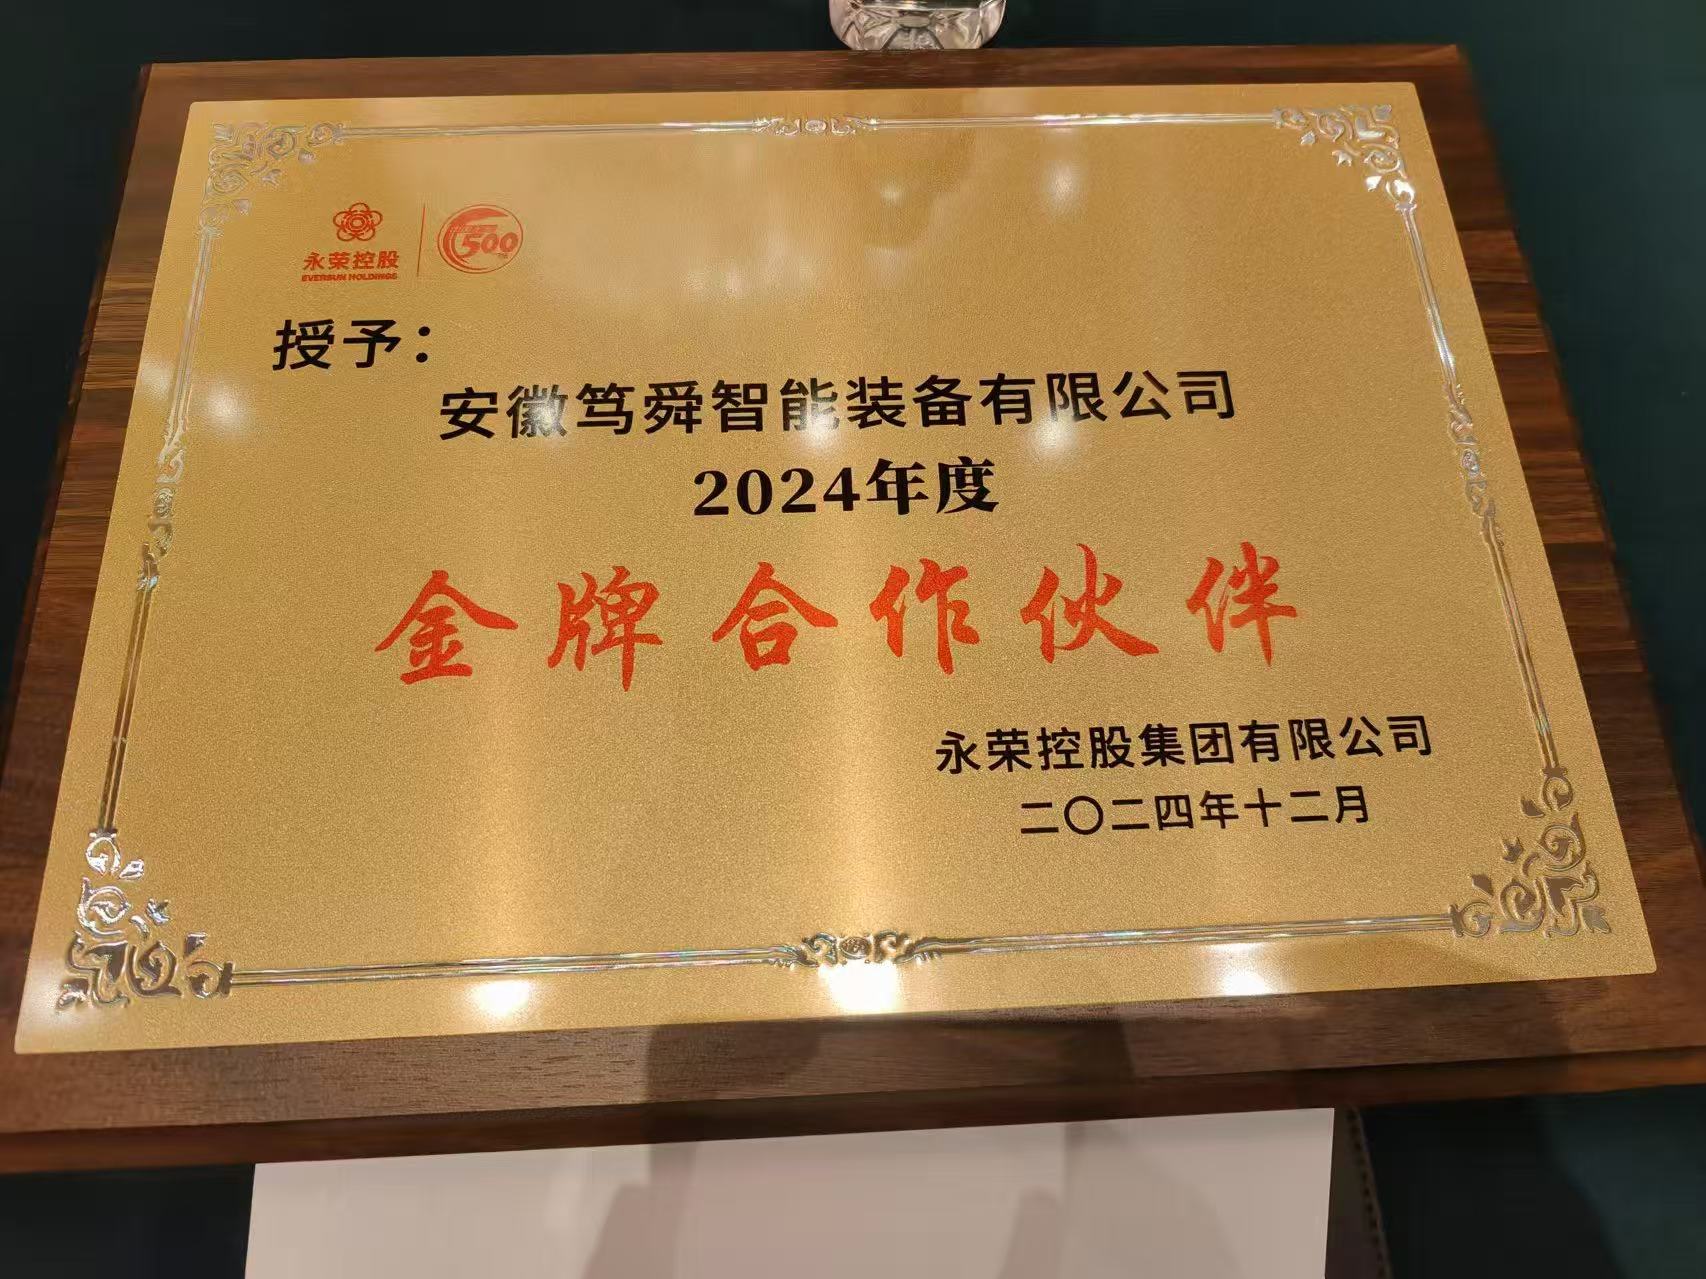 永荣控股
EVERSUN HOLDINGS
500
授予：
安徽笃舜智能装备有限公司
2024年度
金牌合作伙伴
永荣控股集团有限公司
二〇二四年十二月